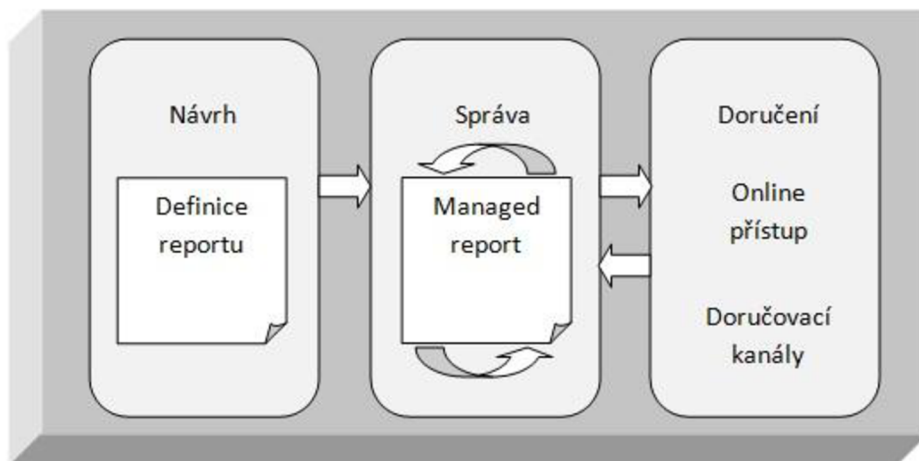 Návrh
Definice
reportu
Správa
Managed
report
Doručení
Online
přístup
Doručovací
kanály